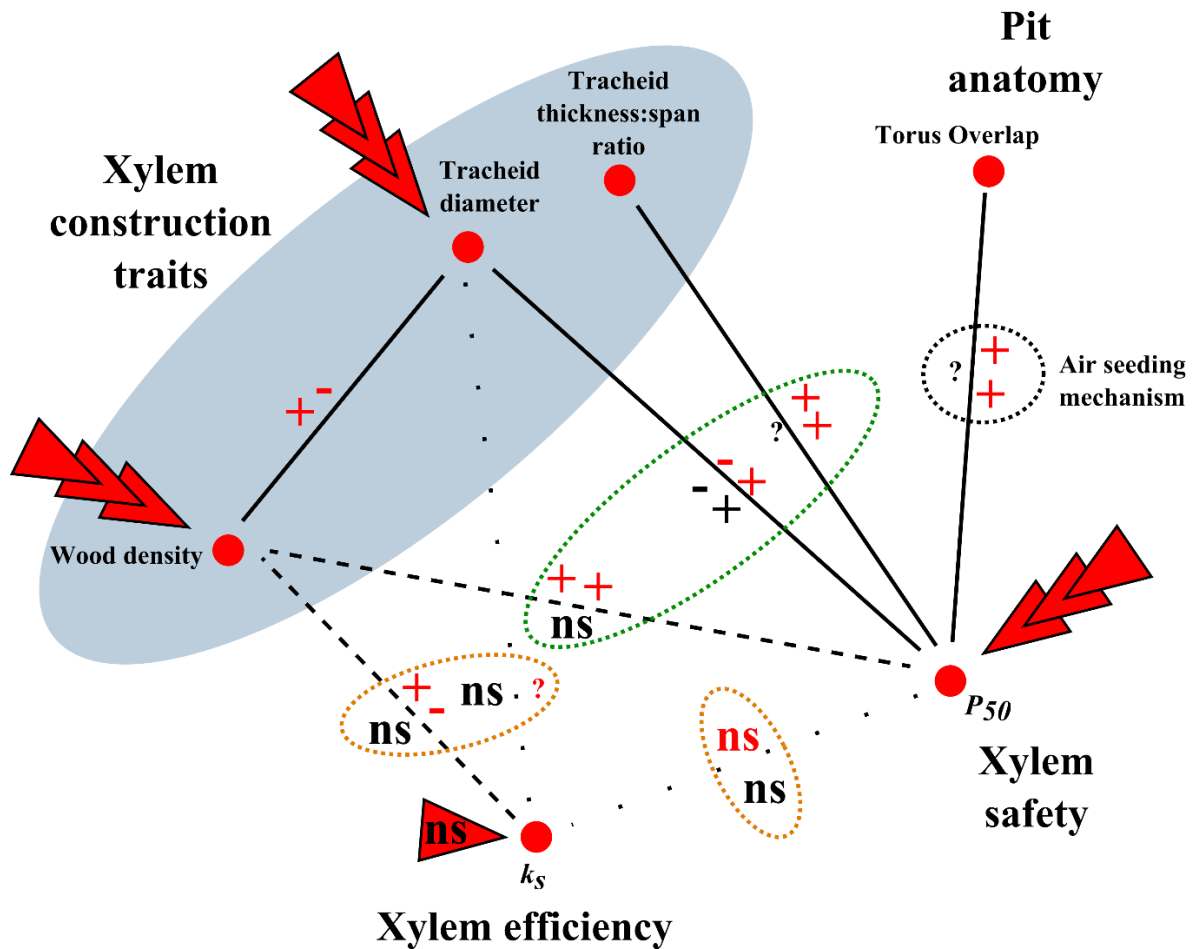 Pit
anatomy
Torus Overlap
Tracheid
thickness:span
ratio
Tracheid
diameter
Xylem
construction
traits
+ -
? +
+
Air seeding
mechanism
+
? +
- +
- +
Wood density
+ +
ns
+ ns ?
ns -
ns
ns
P50
Xylem
safety
ns
ks
Xylem efficiency